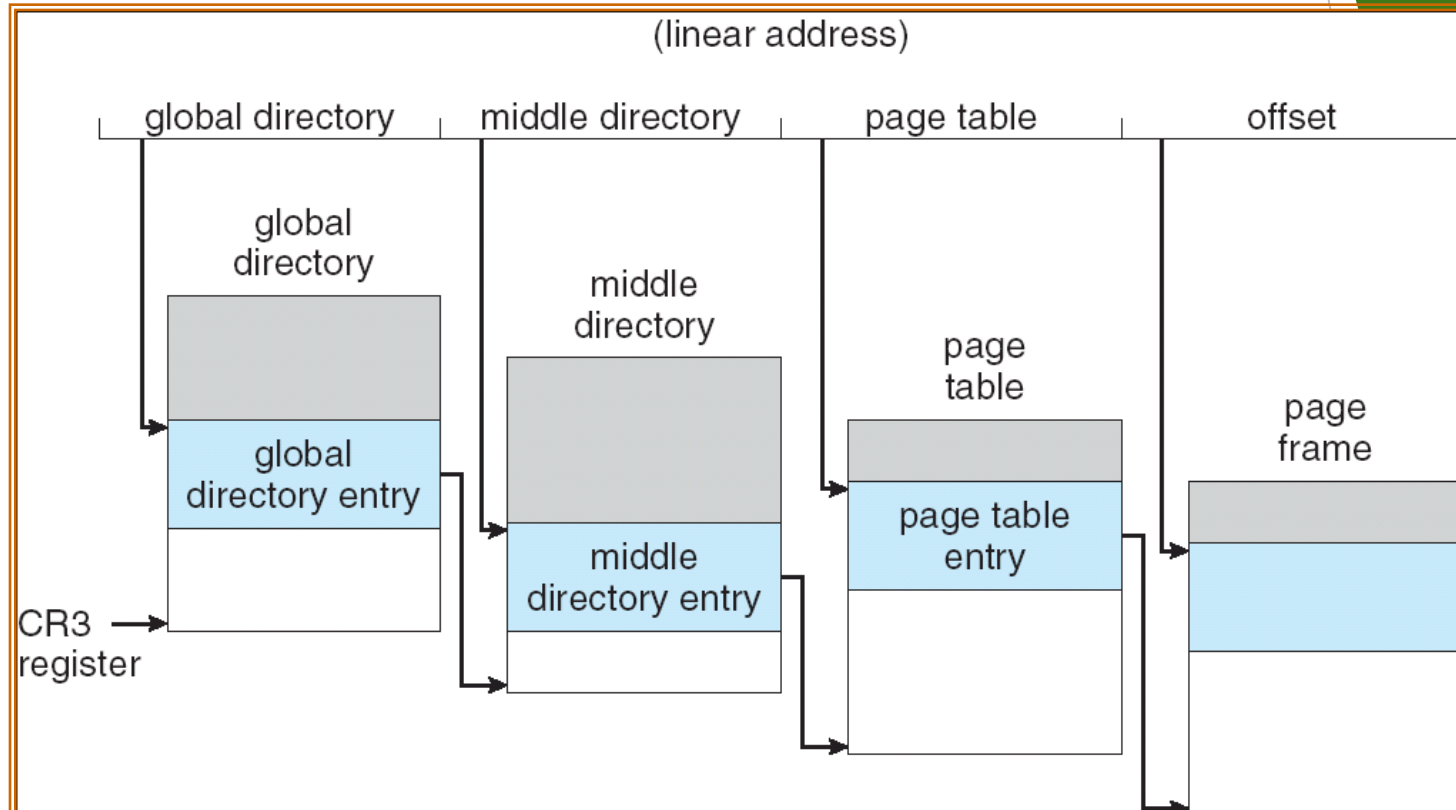 (linear address)
global directory
middle directory
page table
offset
global
directory
middle
directory
page
table
page
frame
global
directory entry
page table
entry
middle
directory entry
CR3
register